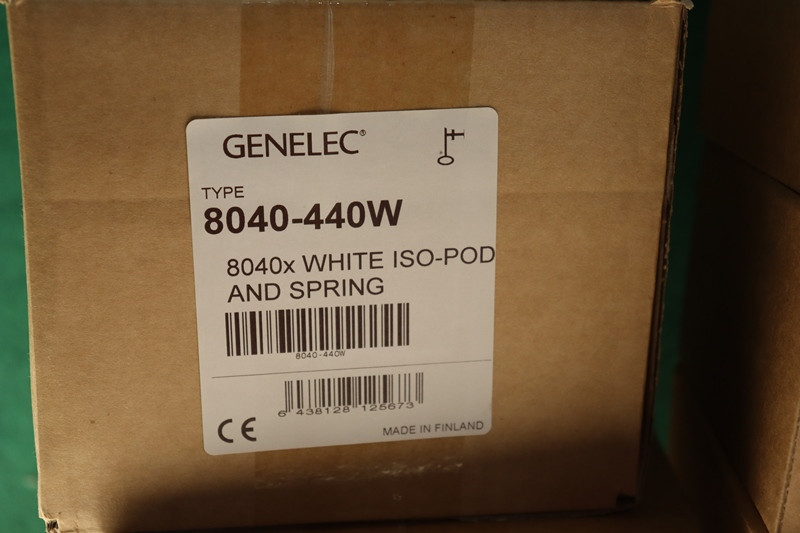 GENELEC®
TYPE
8040-440W
8040x WHITE ISO-POD
AND SPRING
8040-440W
6 438128 125673
CE
MADE IN FINLAND